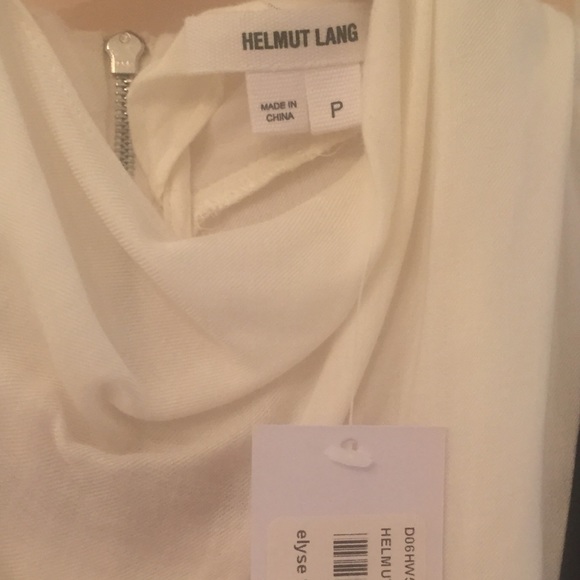 HELMUT LANG
MADE IN
CHINA
P
elyse